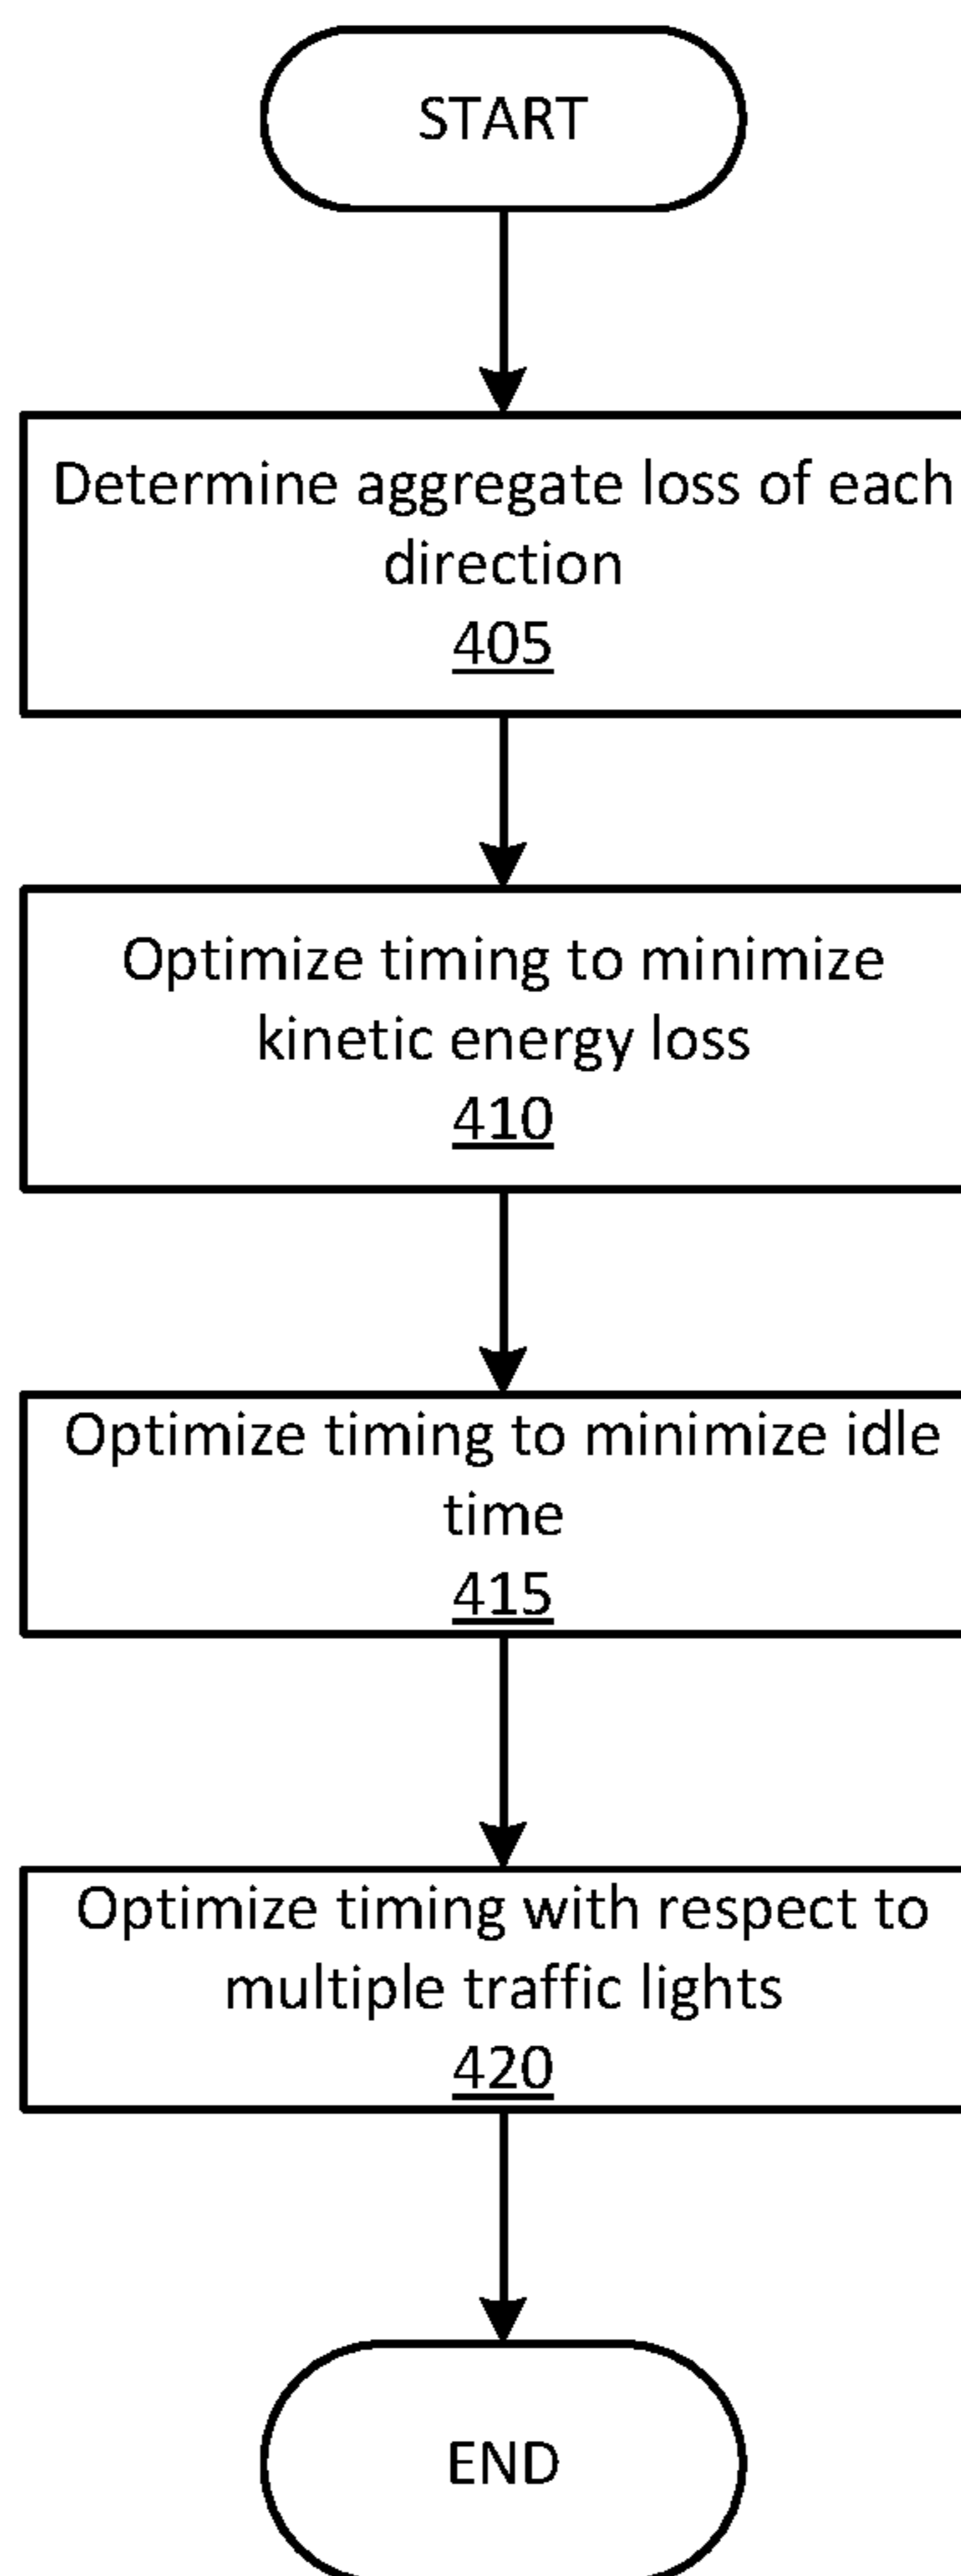 START
Determine aggregate loss of each
direction
405
Optimize timing to minimize
kinetic energy loss
410
Optimize timing to minimize idle
time
415
Optimize timing with respect to
multiple traffic lights
420
END